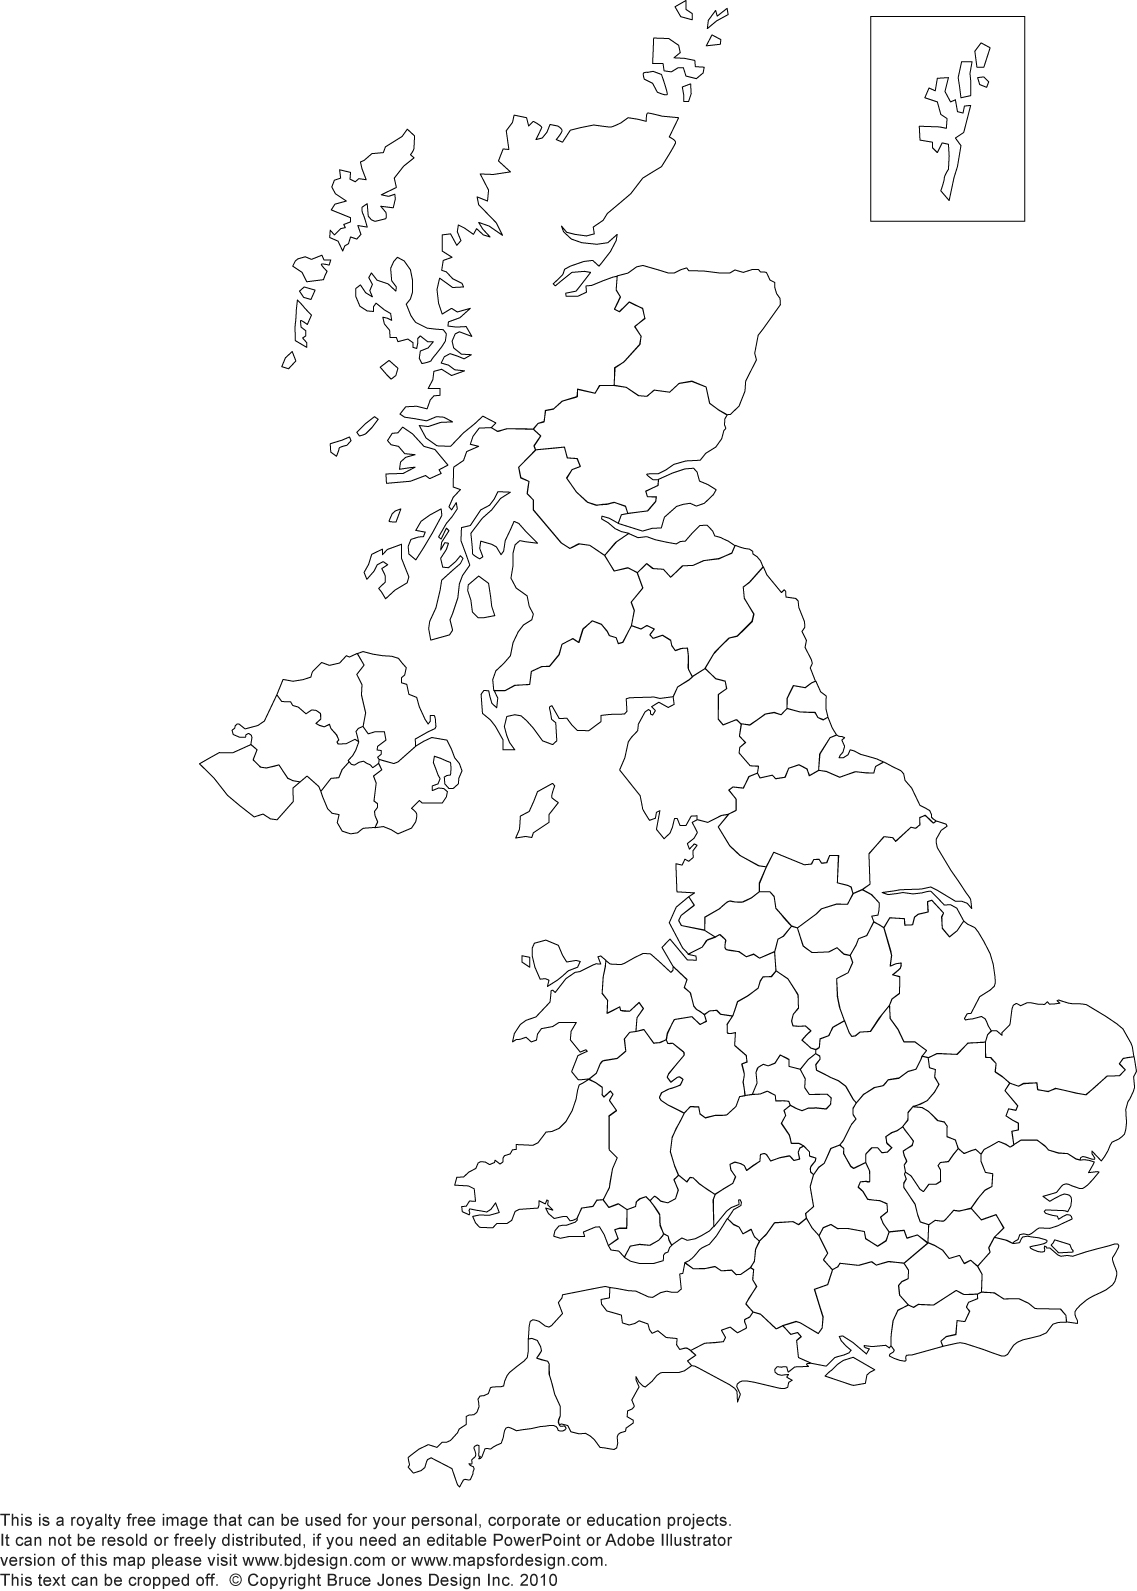 This is a royalty free image that can be used for your personal, corporate or education projects.
It can not be resold or freely distributed, if you need an editable PowerPoint or Adobe Illustrator
version of this map please visit www.bjdesign.com or www.mapsfordesign.com.
This text can be cropped off.  © Copyright Bruce Jones Design Inc. 2010